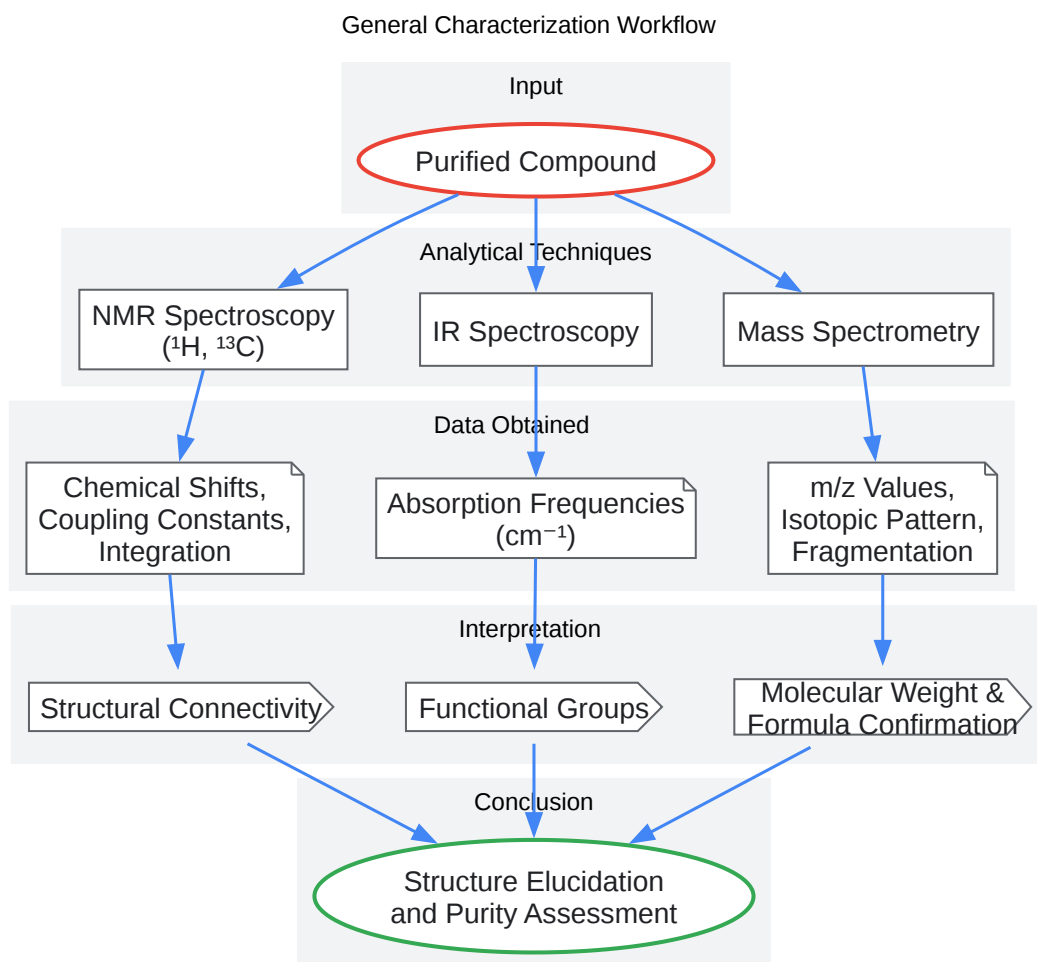 General Characterization Workflow
Input
Purified Compound
Analytical Techniques
NMR Spectroscopy
(¹H, ¹³C)
IR Spectroscopy
Mass Spectrometry
Data Obtained
Chemical Shifts,
Coupling Constants,
Integration
Absorption Frequencies
(cm⁻¹)
m/z Values,
Isotopic Pattern,
Fragmentation
Interpretation
Structural Connectivity
Functional Groups
Molecular Weight &
Formula Confirmation
Conclusion
Structure Elucidation
and Purity Assessment